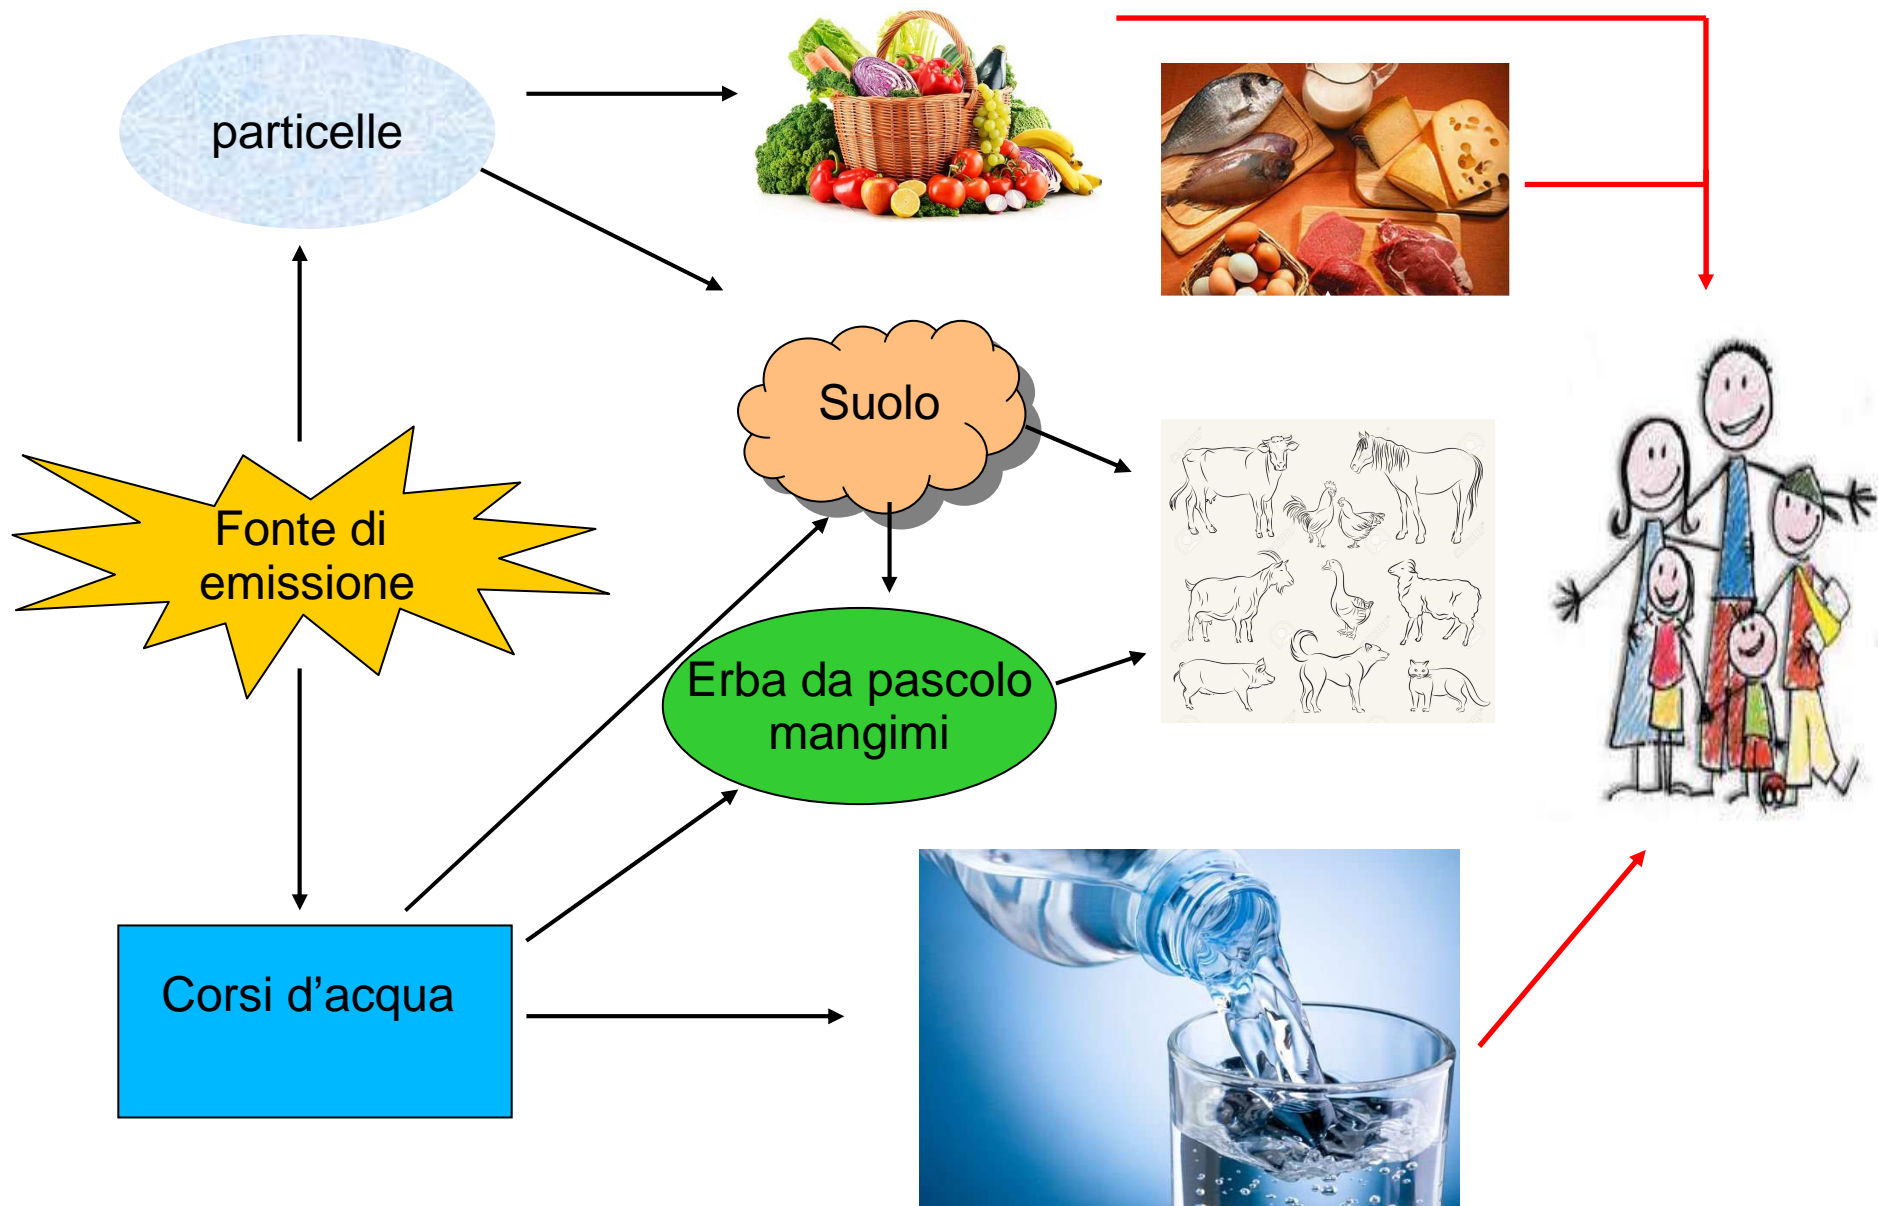 particelle
Suolo
Fonte di
emissione
Erba da pascolo
mangimi
Corsi d’acqua